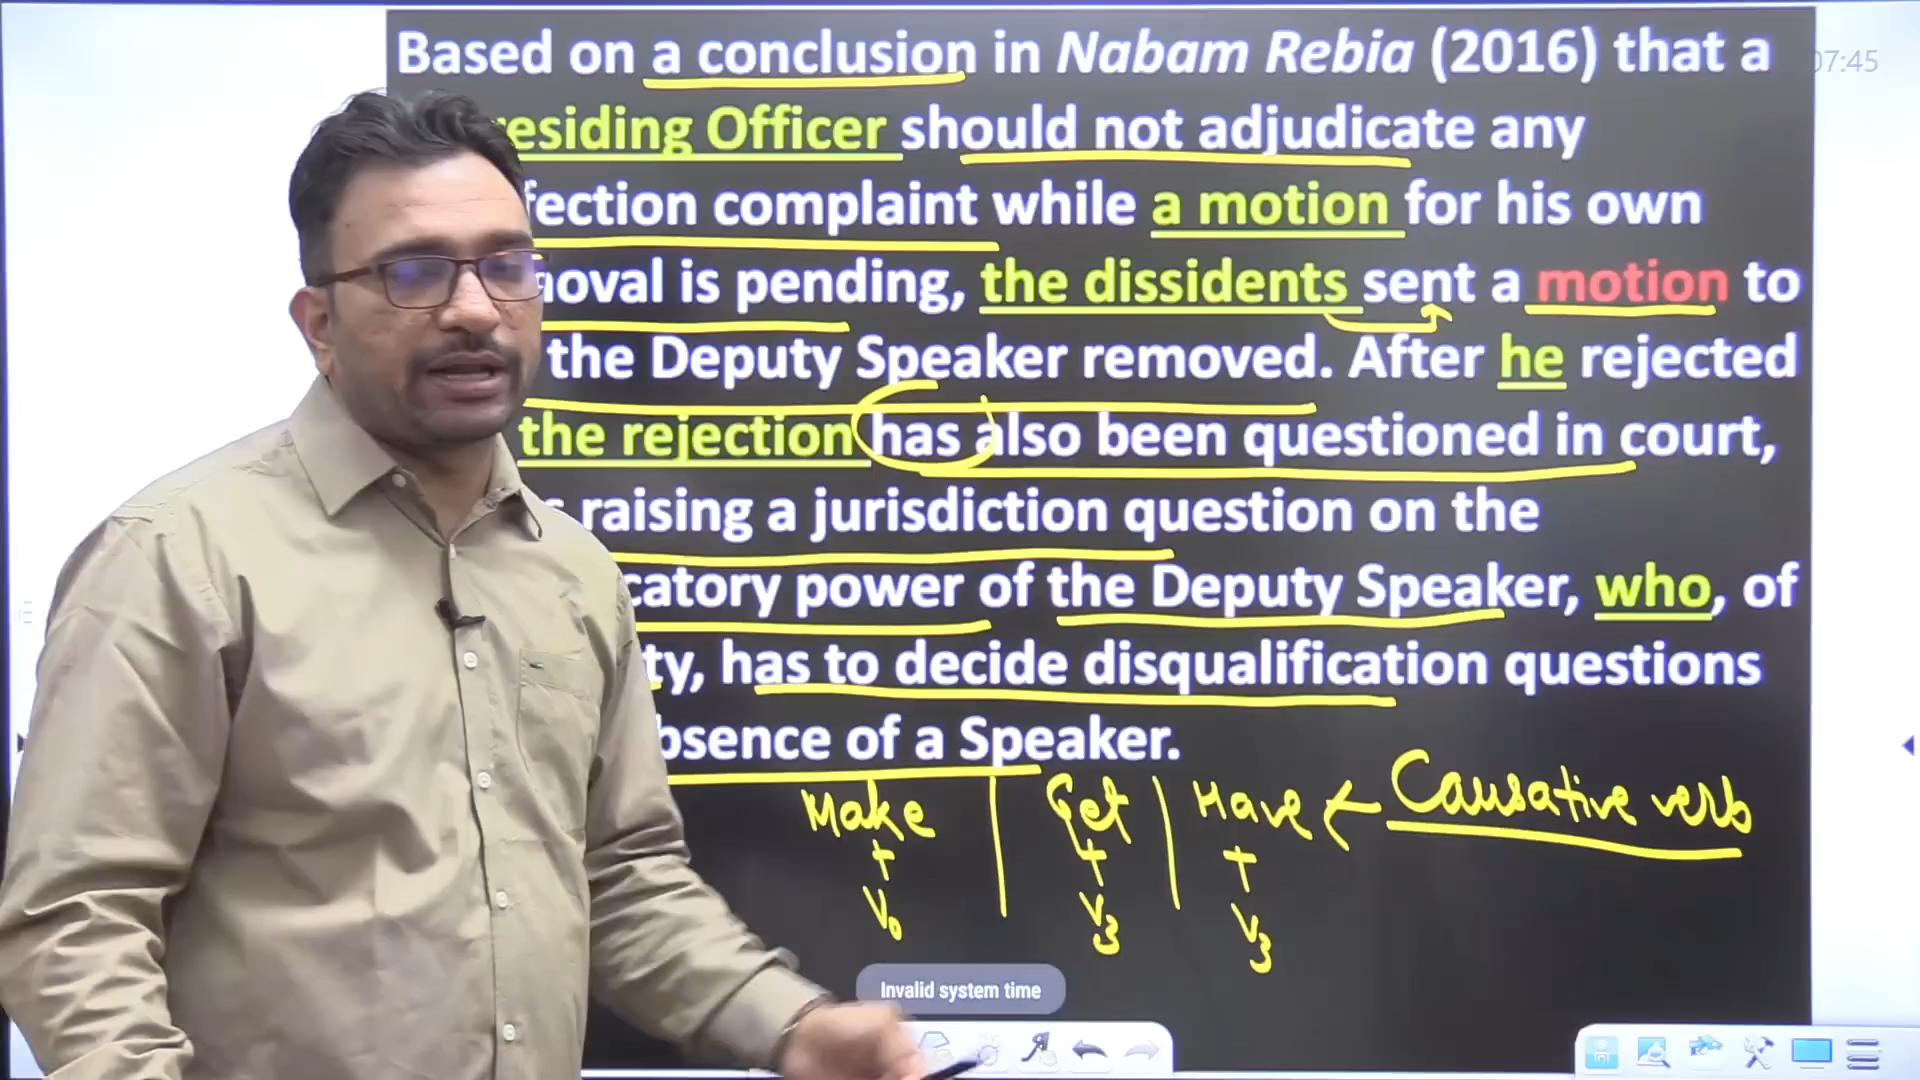 Based on a conclusion in Nabam Rebia (2016) that a
07:45
residing Officer should not adjudicate any
fection complaint while a motion for his own
moval is pending, the dissidents sent a motion to
the Deputy Speaker removed. After he rejected
the rejection has also been questioned in court,
raising a jurisdiction question on the
catory power of the Deputy Speaker, who, of
ty, has to decide disqualification questions
bsence of a Speaker.
Make | Get | Have ← Causative verb
+ + +
V₀ V3 V3
Invalid system time